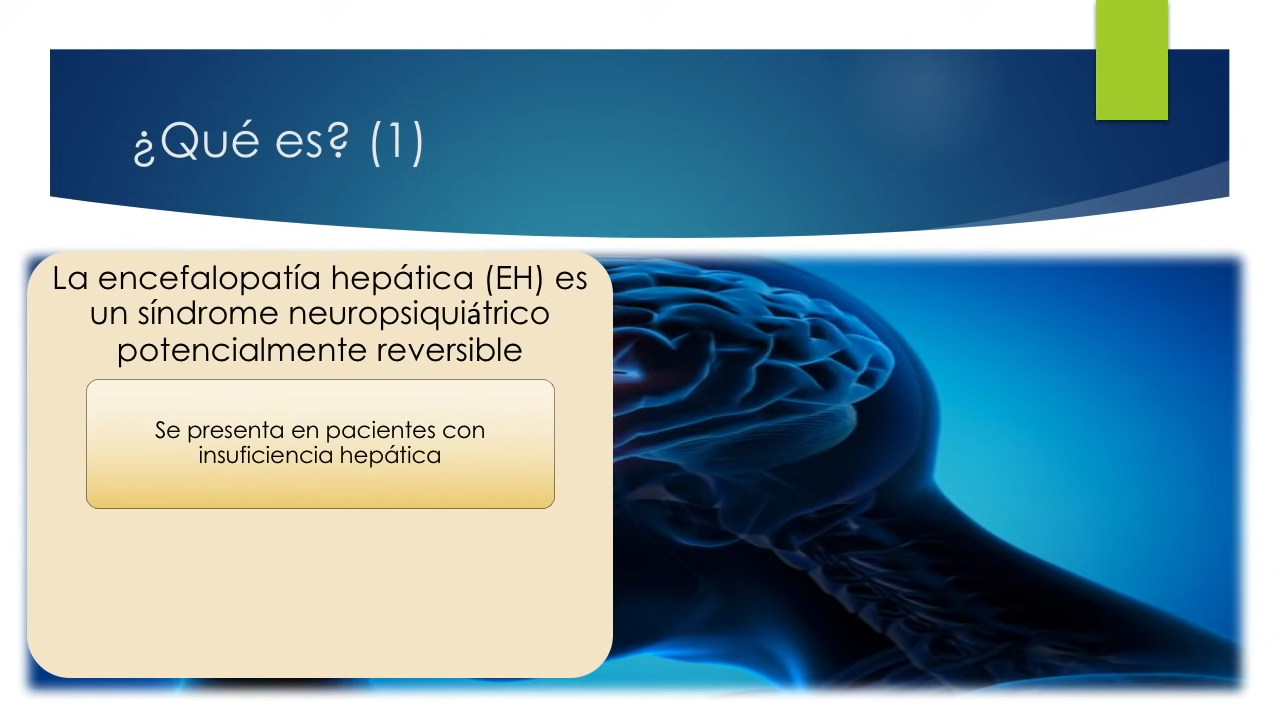 ¿Qué es? (1)
La encefalopatía hepática (EH) es
un síndrome neuropsiquiátrico
potencialmente reversible
Se presenta en pacientes con
insuficiencia hepática